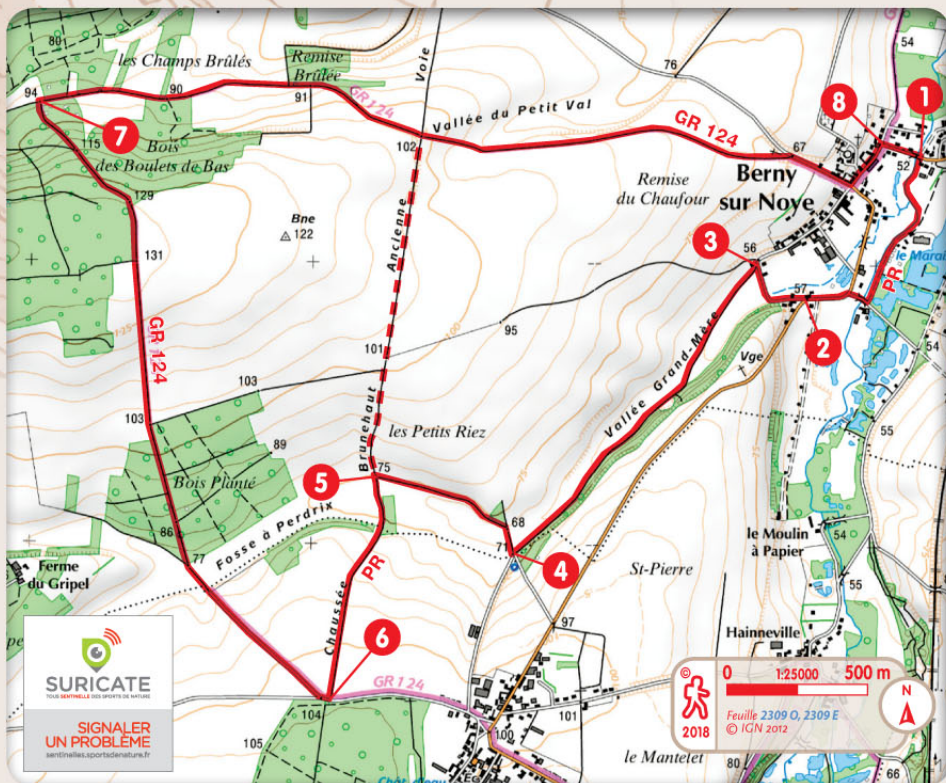 80
les Champs Brûlés
Remise
Brûlée
Voie
76
54
94
90
91
GR 124
Vallée du Petit Val
GR 124
8
1
7
115
Bois
des Boulets de Bas
102
67
52
Berny
sur Noye
Remise
du Chaufour
129
Bne
122
Ancienne
3
56
le Marais
PR
131
57
2
54
GR 124
95
Vallée Grand-Mère
Vge
101
103
103
les Petits Riez
55
89
Bois Planté
Brunehaut
75
5
68
71
4
le Moulin
à Papier
54
86
77
Fosse à Perdrix
PR
St-Pierre
Ferme
du Gripel
55
Chaussée
6
97
Hainneville
SURICATE
TOUS SENTINELLE DES SPORTS DE NATURE
SIGNALER
UN PROBLÈME
sentinelles.sportsdenature.fr
GR 124
104
105
101
100
0 1:25000 500 m
©
2018
Feuille 2309 O, 2309 E
© IGN 2012
N
le Mantelet
80
66